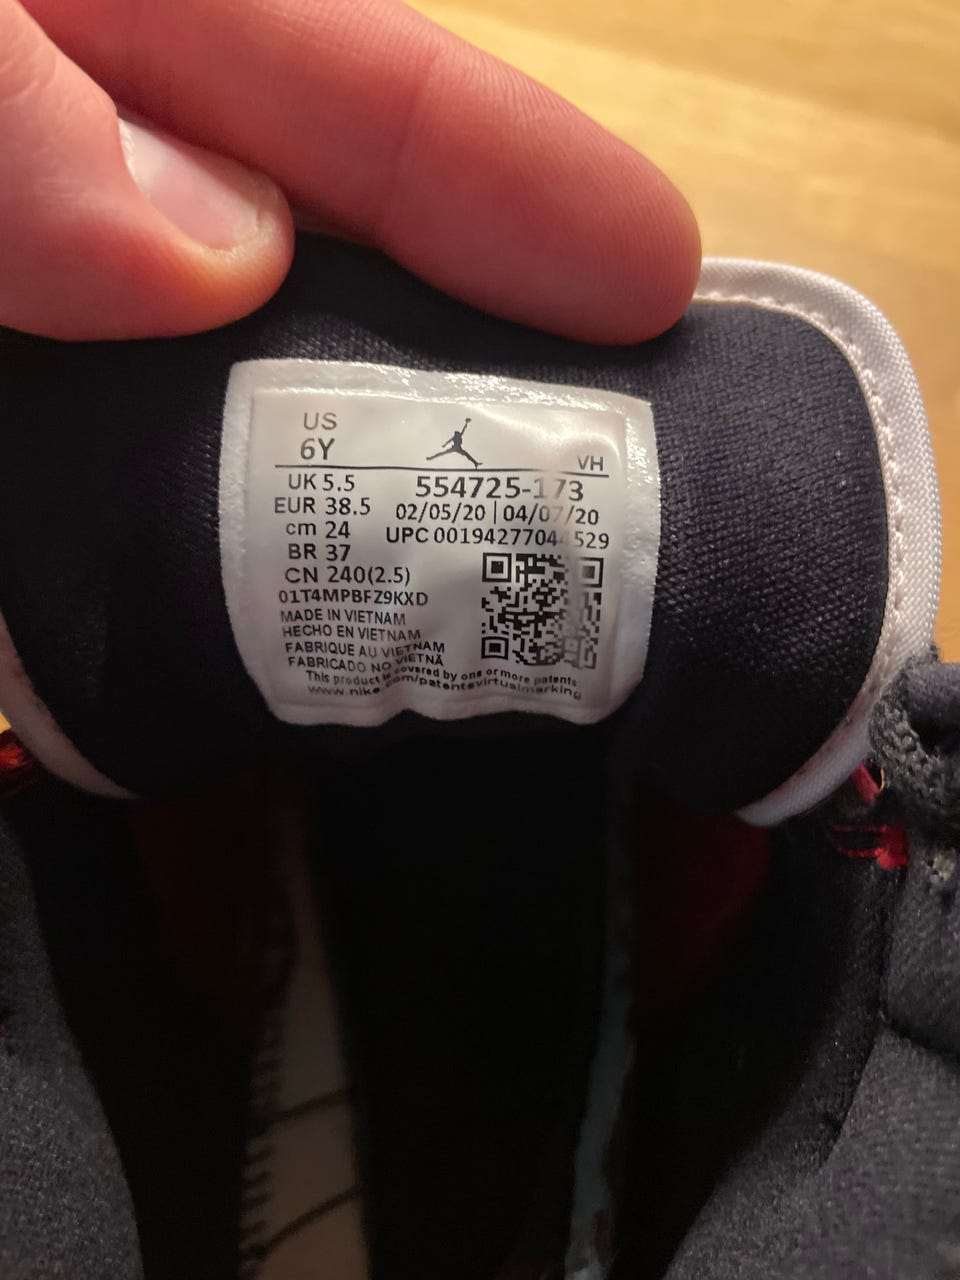 US
6Y
VH
UK 5.5
554725-173
EUR 38.5
02/05/20 | 04/07/20
cm 24
UPC 00194277044529
BR 37
CN 240(2.5)
01T4MPBFZ9KXD
MADE IN VIETNAM
HECHO EN VIETNAM
FABRIQUE AU VIETNAM
FABRICADO NO VIETNÃ
This product is covered by one or more patents
www.nike.com/patentsvirtualmarking